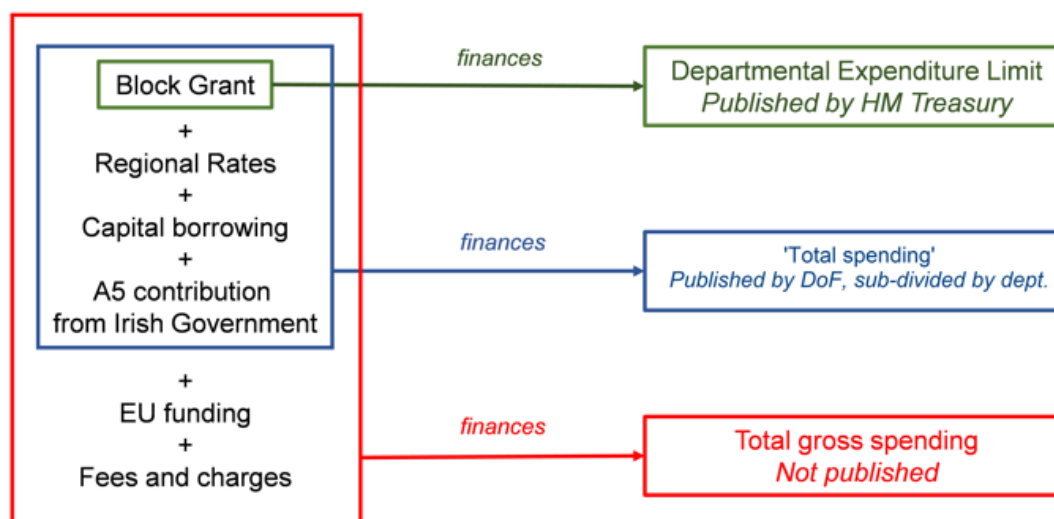 Block Grant
+
Regional Rates
+
Capital borrowing
+
A5 contribution
from Irish Government
+
EU funding
+
Fees and charges
finances
Departmental Expenditure Limit
Published by HM Treasury
finances
'Total spending'
Published by DoF, sub-divided by dept.
finances
Total gross spending
Not published